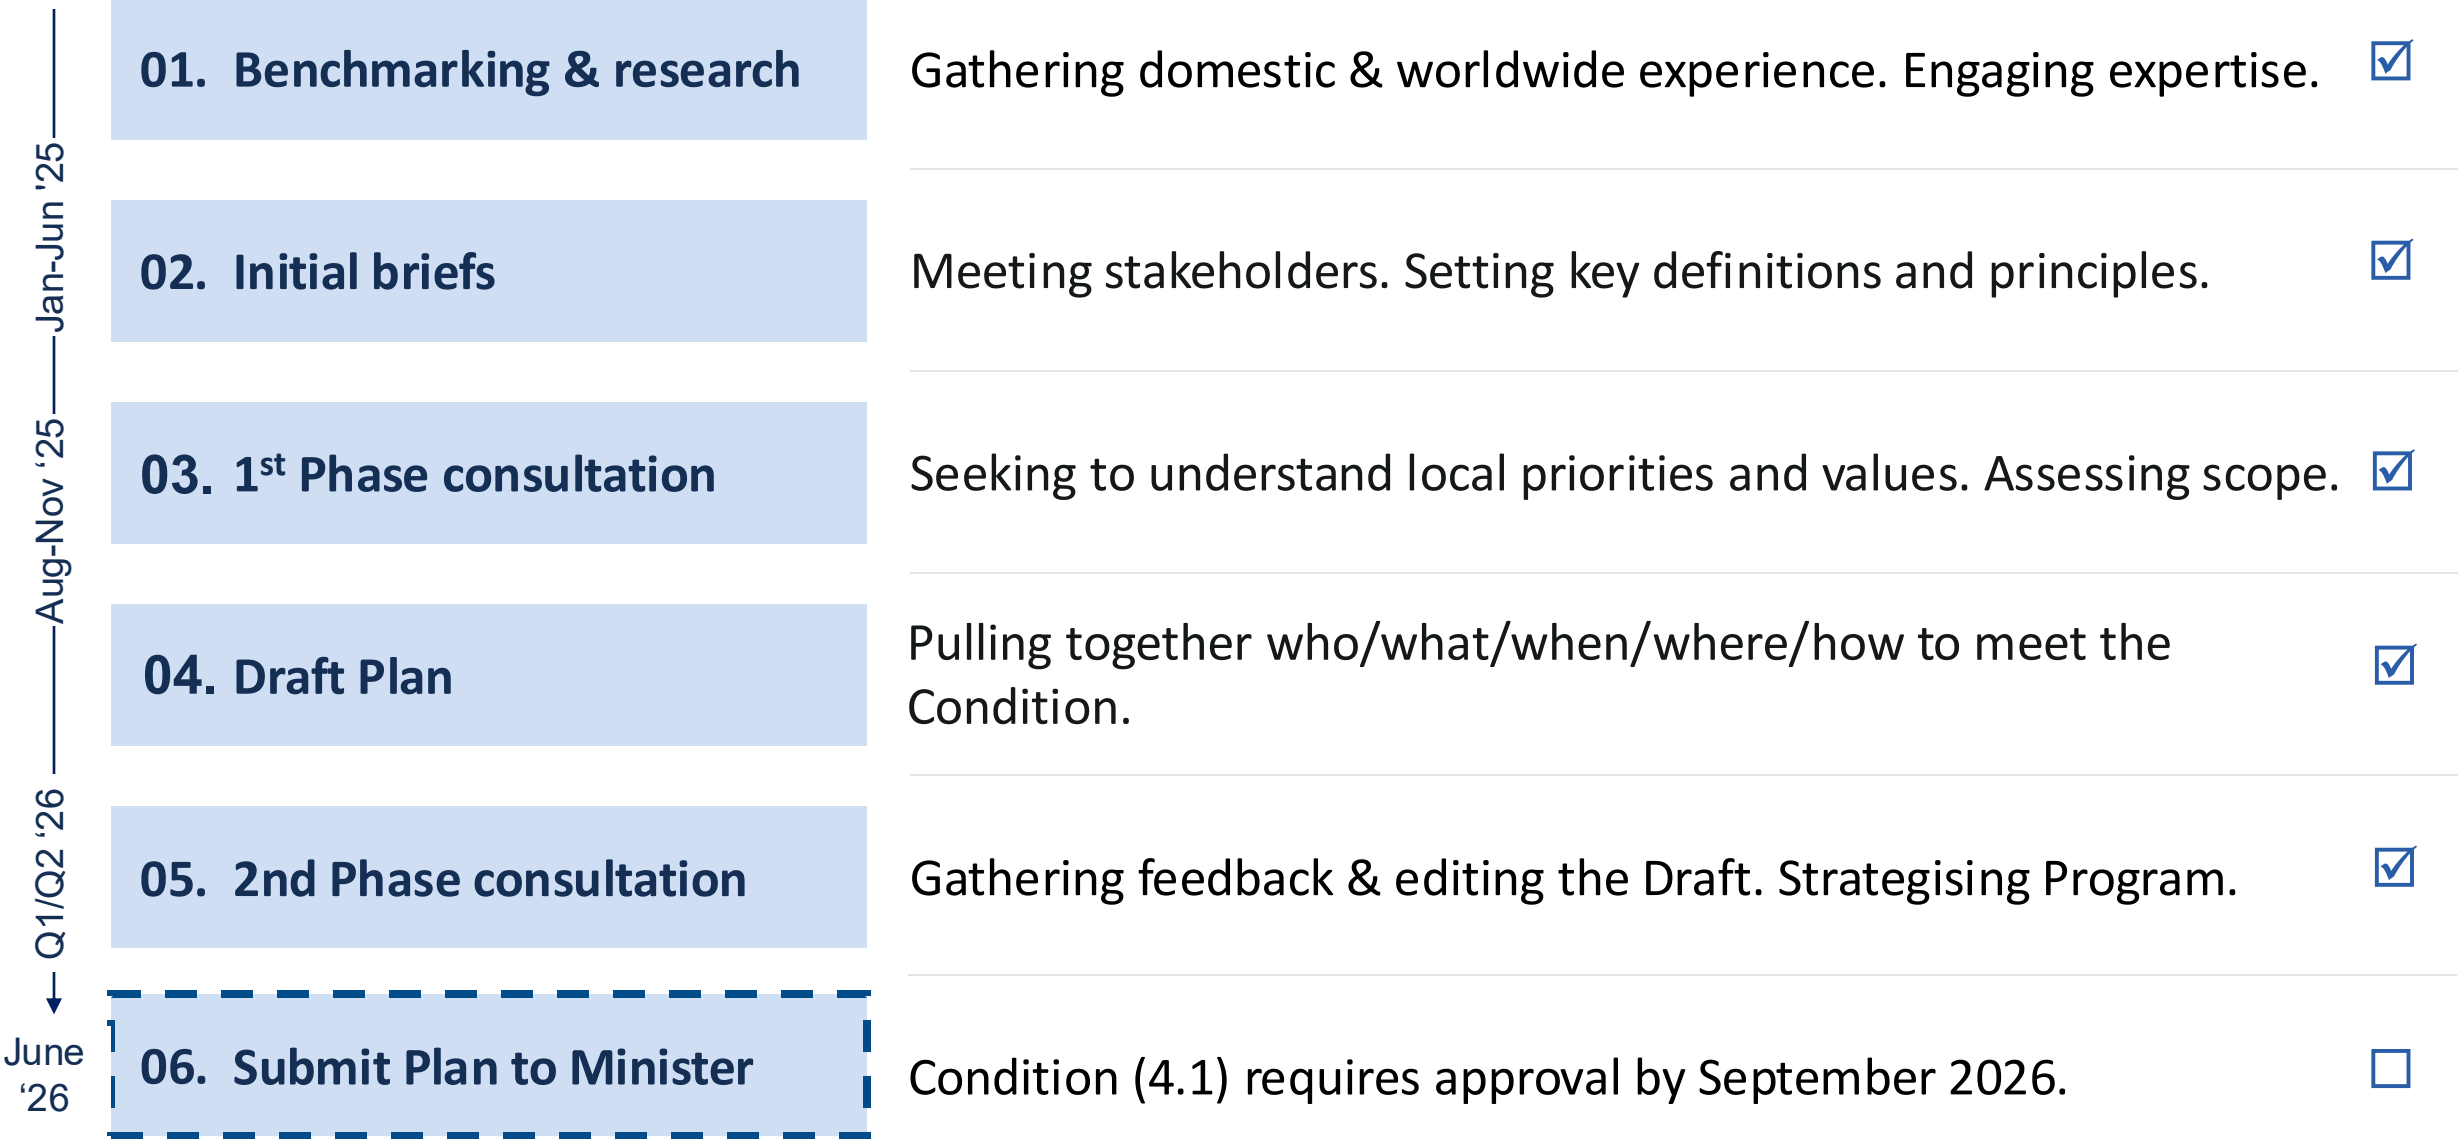 Jan-Jun '25
Aug-Nov ‘25
Q1/Q2 ‘26
June
‘26
01. Benchmarking & research
Gathering domestic & worldwide experience. Engaging expertise.
02. Initial briefs
Meeting stakeholders. Setting key definitions and principles.
03. 1st Phase consultation
Seeking to understand local priorities and values. Assessing scope.
04. Draft Plan
Pulling together who/what/when/where/how to meet the
Condition.
05. 2nd Phase consultation
Gathering feedback & editing the Draft. Strategising Program.
06. Submit Plan to Minister
Condition (4.1) requires approval by September 2026.